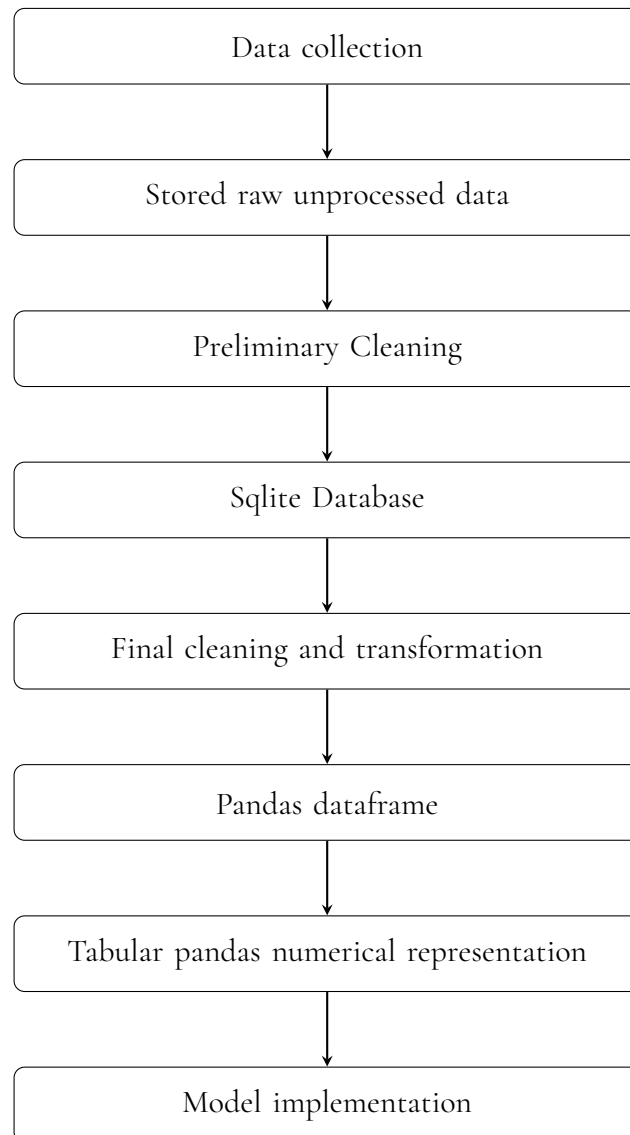 Data collection
Stored raw unprocessed data
Preliminary Cleaning
Sqlite Database
Final cleaning and transformation
Pandas dataframe
Tabular pandas numerical representation
Model implementation